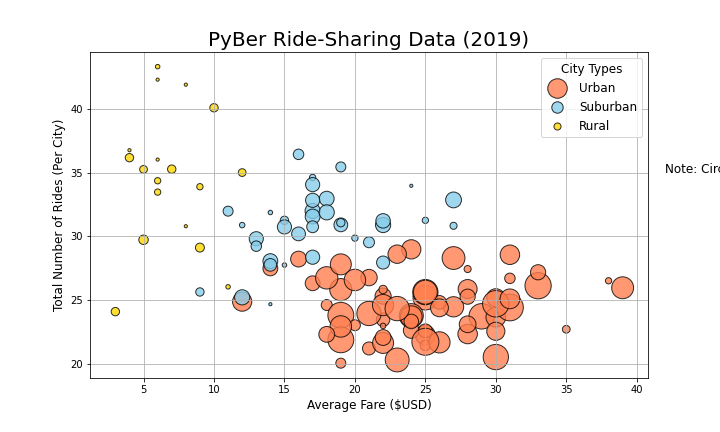 PyBer Ride-Sharing Data (2019)
City Types
Urban
Suburban
Rural
Total Number of Rides (Per City)
40
35
30
25
20
5
10
15
20
25
30
35
40
Average Fare ($USD)
Note: